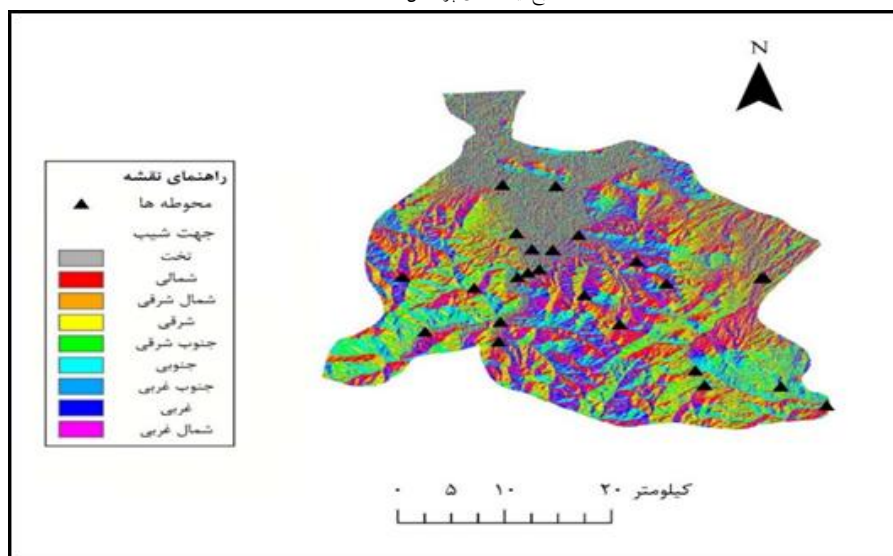 N
راهنمای نقشه
محوطه ها
جهت شیب
تخت
شمالی
شمال شرقی
شرقی
جنوب شرقی
جنوبی
جنوب غربی
غربی
شمال غربی
۰ ۵ ۱۰ ۲۰ کیلومتر